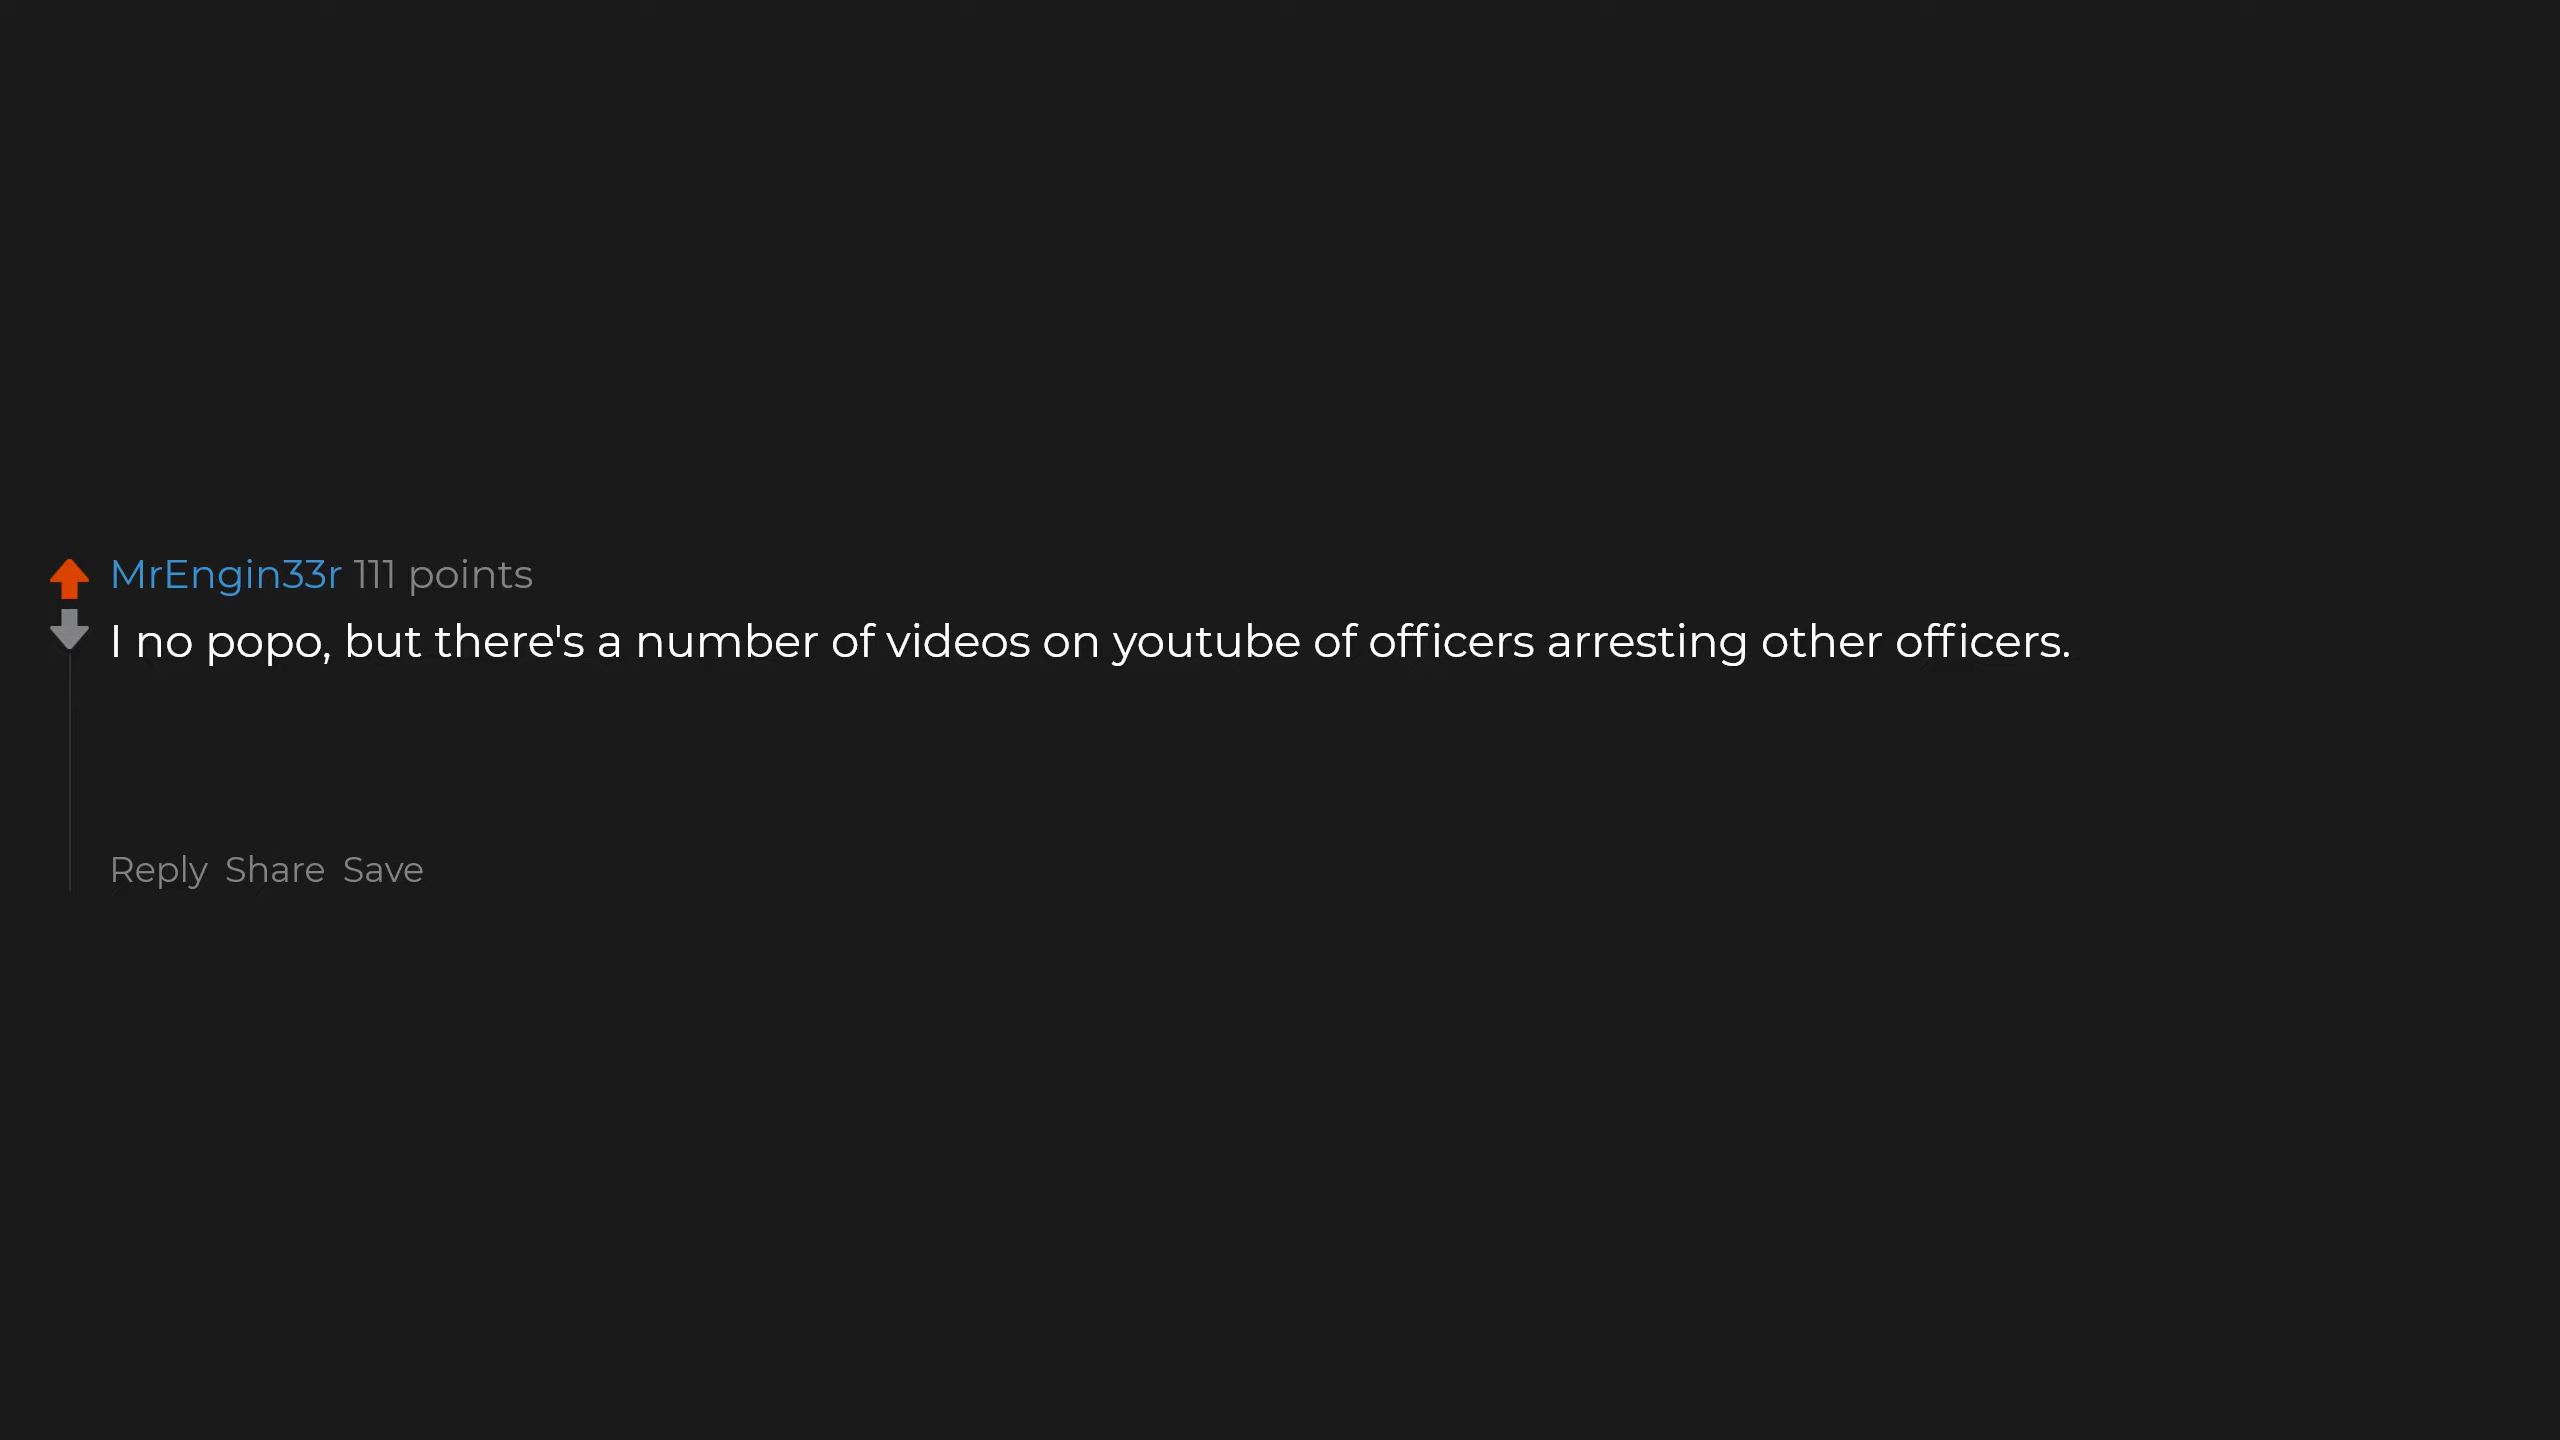 MrEngin33r 111 points
I no popo, but there's a number of videos on youtube of officers arresting other officers.
Reply Share Save